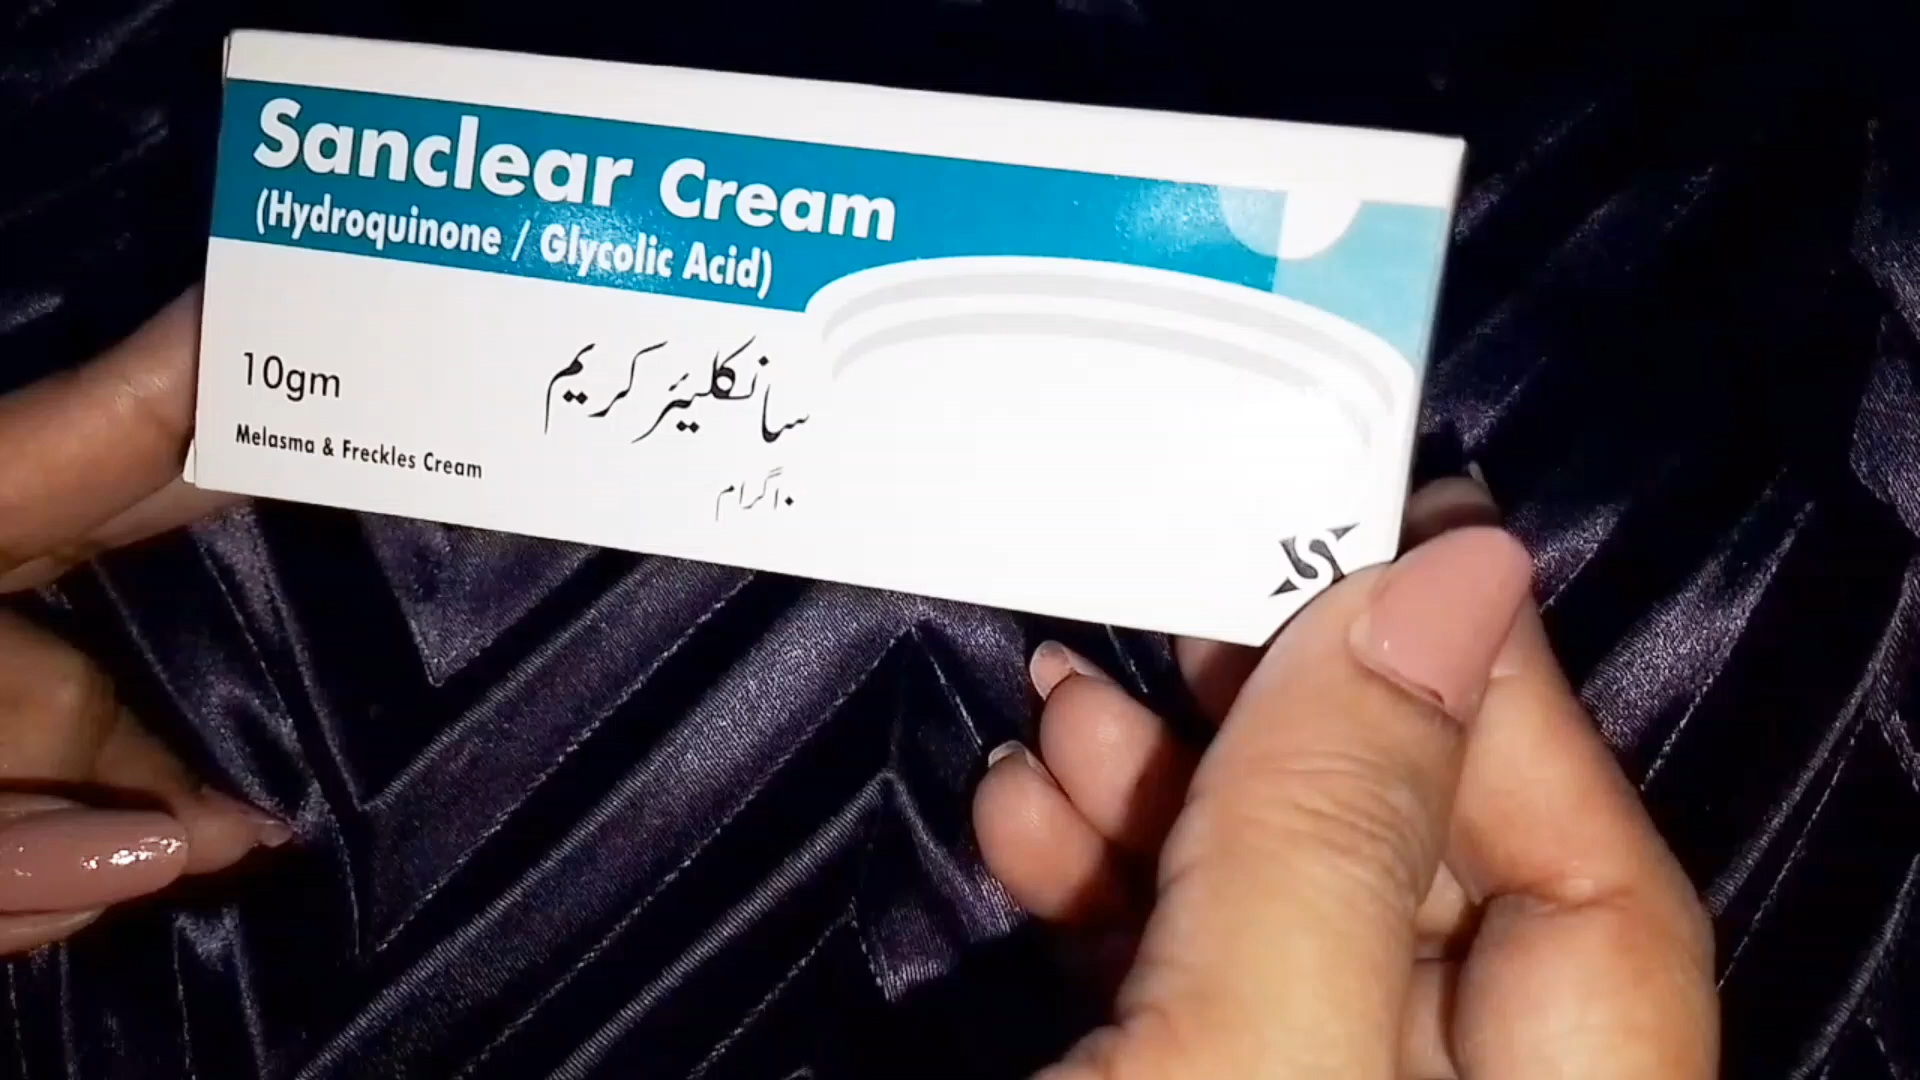 Sanclear Cream
(Hydroquinone / Glycolic Acid)
10gm
سانکلیئر کریم
Melasma & Freckles Cream
۱۰گرام